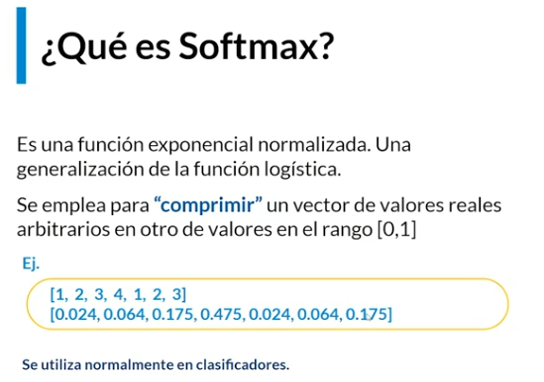 ¿Qué es Softmax?
Es una función exponencial normalizada. Una
generalización de la función logística.
Se emplea para “comprimir” un vector de valores reales
arbitrarios en otro de valores en el rango [0,1]
Ej.
[1, 2, 3, 4, 1, 2, 3]
[0.024, 0.064, 0.175, 0.475, 0.024, 0.064, 0.175]
Se utiliza normalmente en clasificadores.